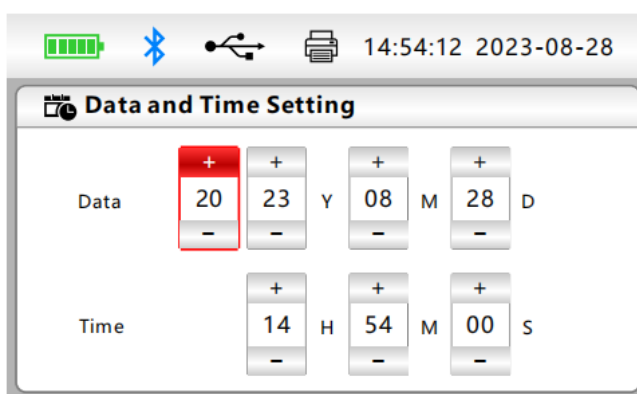 14:54:12 2023-08-28
Data and Time Setting
+ + + +
Data 20 23 Y 08 M 28 D
− − − −
+ + +
Time 14 H 54 M 00 S
− − −